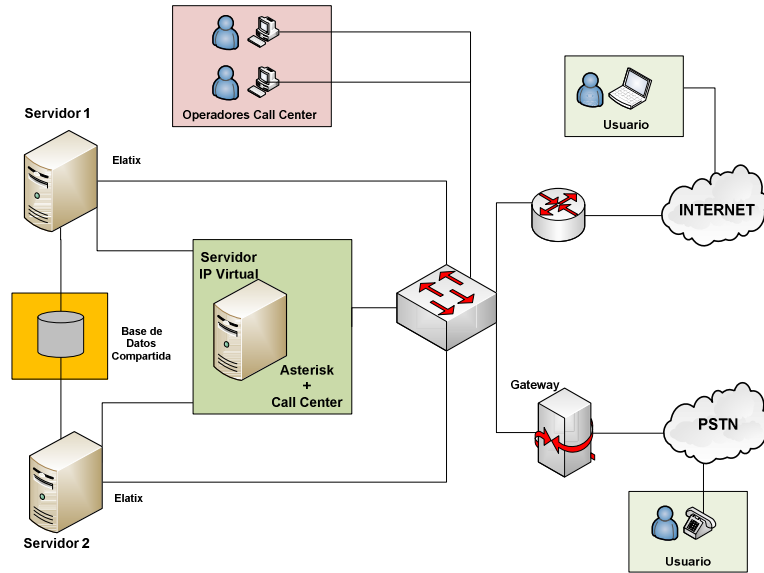 Operadores Call Center
Usuario
Servidor 1
Elatix
INTERNET
Servidor
IP Virtual
Asterisk
+
Call Center
Base de
Datos
Compartida
Gateway
PSTN
Elatix
Servidor 2
Usuario